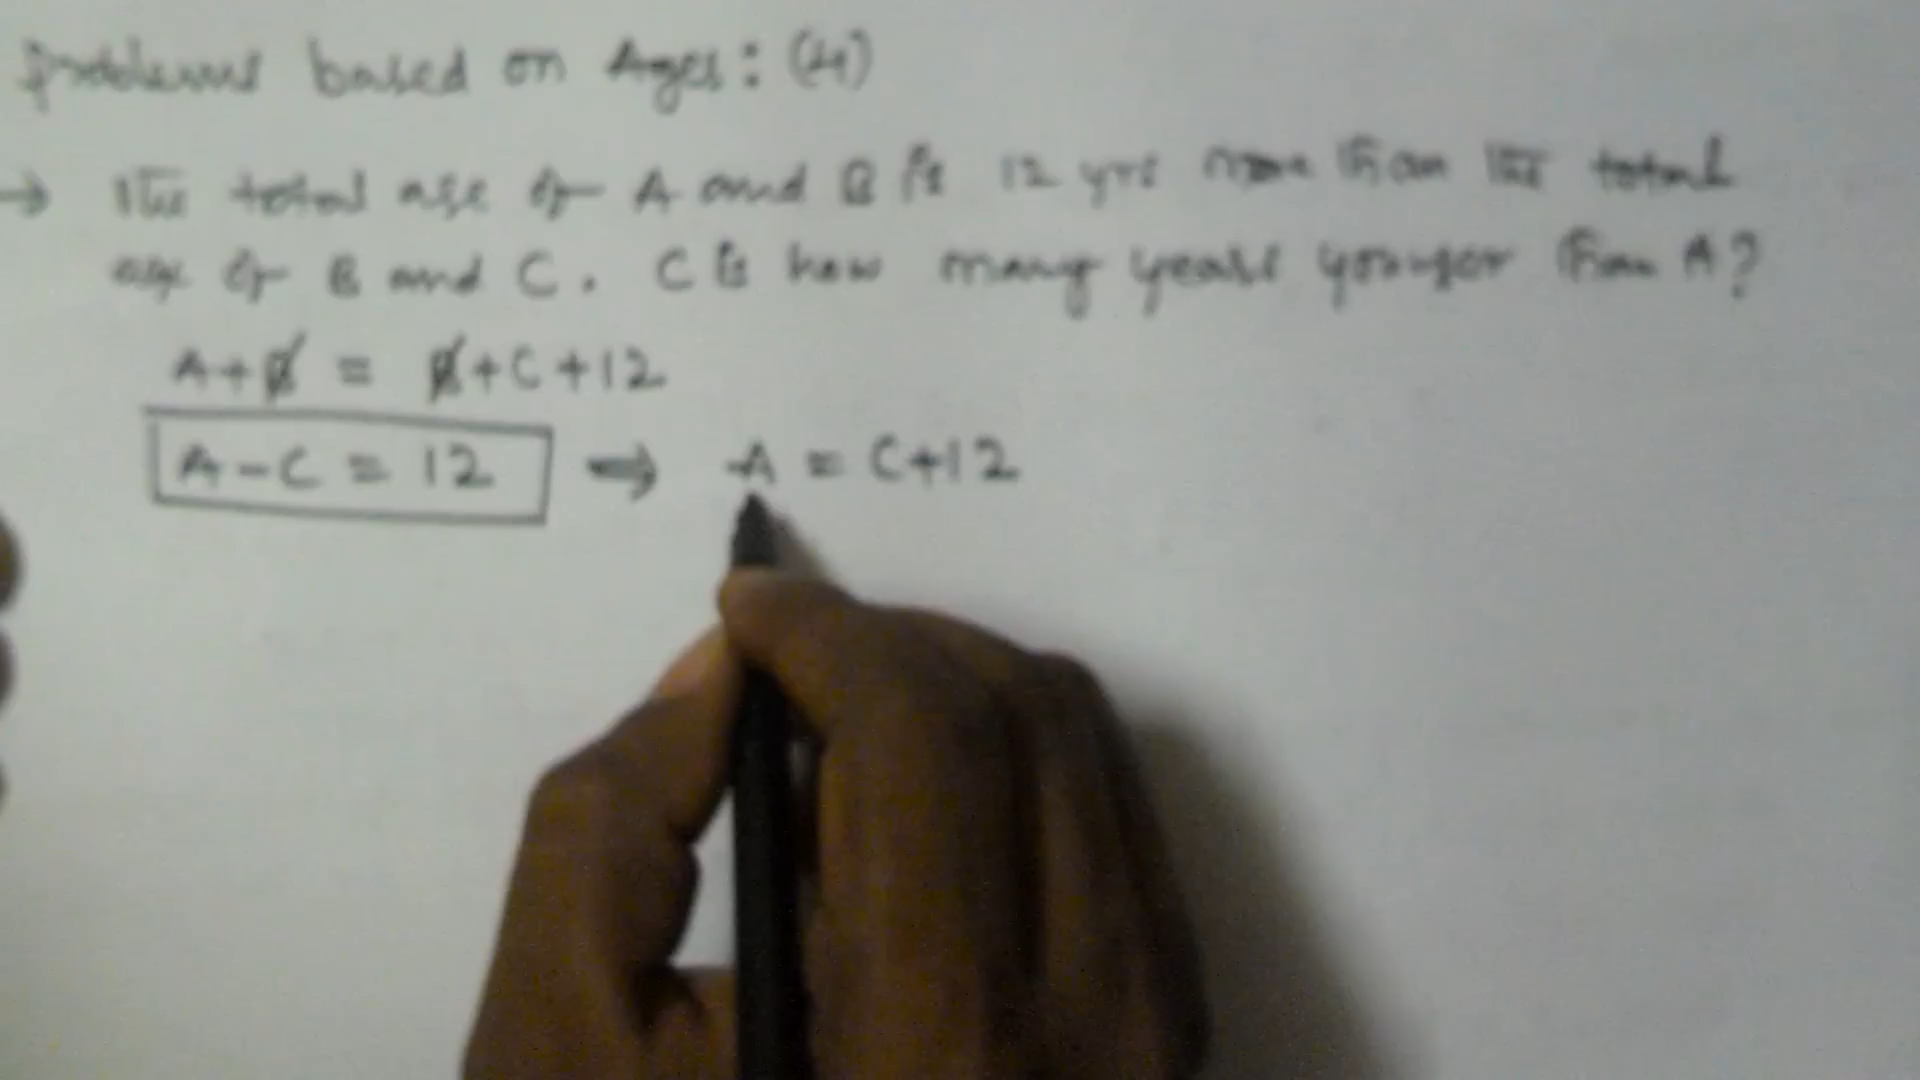 Problems based on Ages: (4)
→ The total age of A and B is 12 yrs more than the total
age of B and C. C is how many years younger than A?
A+B = B+C+12
A-C = 12 ⇒ A = C+12